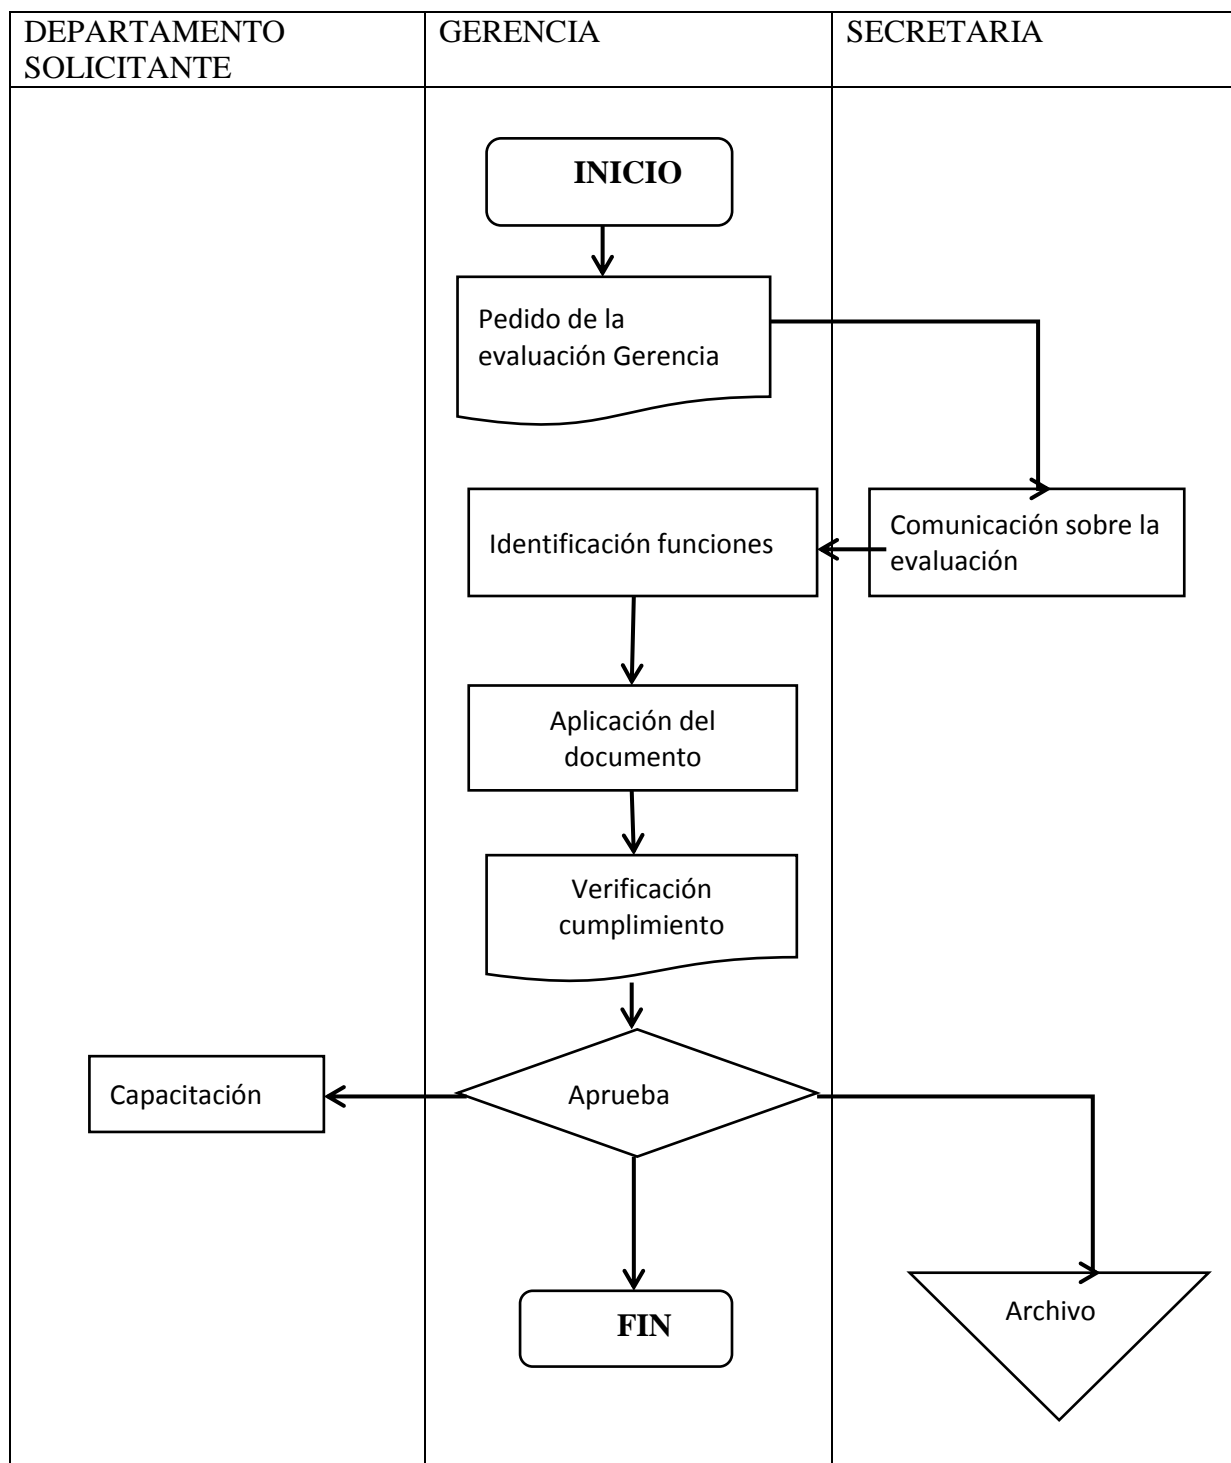 DEPARTAMENTO
SOLICITANTE
GERENCIA
SECRETARIA
INICIO
Pedido de la
evaluación Gerencia
Identificación funciones
Comunicación sobre la
evaluación
Aplicación del
documento
Verificación
cumplimiento
Capacitación
Aprueba
FIN
Archivo